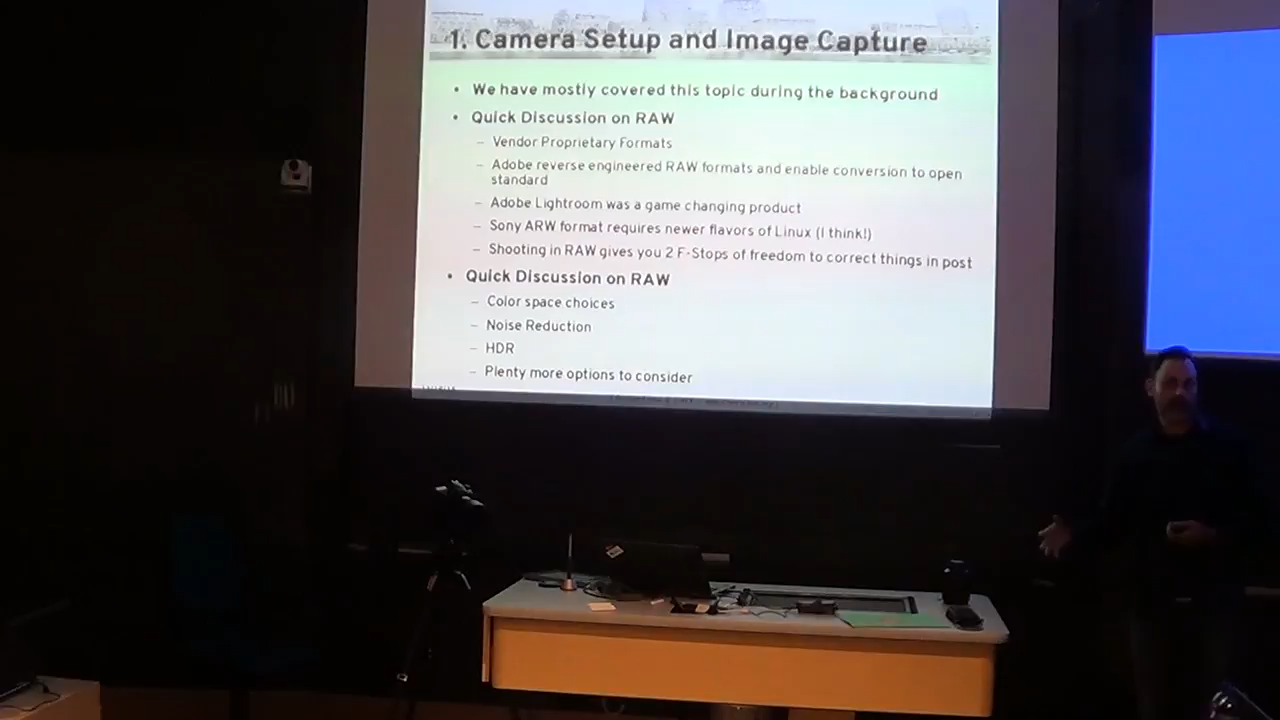 1. Camera Setup and Image Capture
• We have mostly covered this topic during the background
• Quick Discussion on RAW
– Vendor Proprietary Formats
– Adobe reverse engineered RAW formats and enable conversion to open
standard
– Adobe Lightroom was a game changing product
– Sony ARW format requires newer flavors of Linux (I think!)
– Shooting in RAW gives you 2 F-Stops of freedom to correct things in post
• Quick Discussion on RAW
– Color space choices
– Noise Reduction
– HDR
– Plenty more options to consider